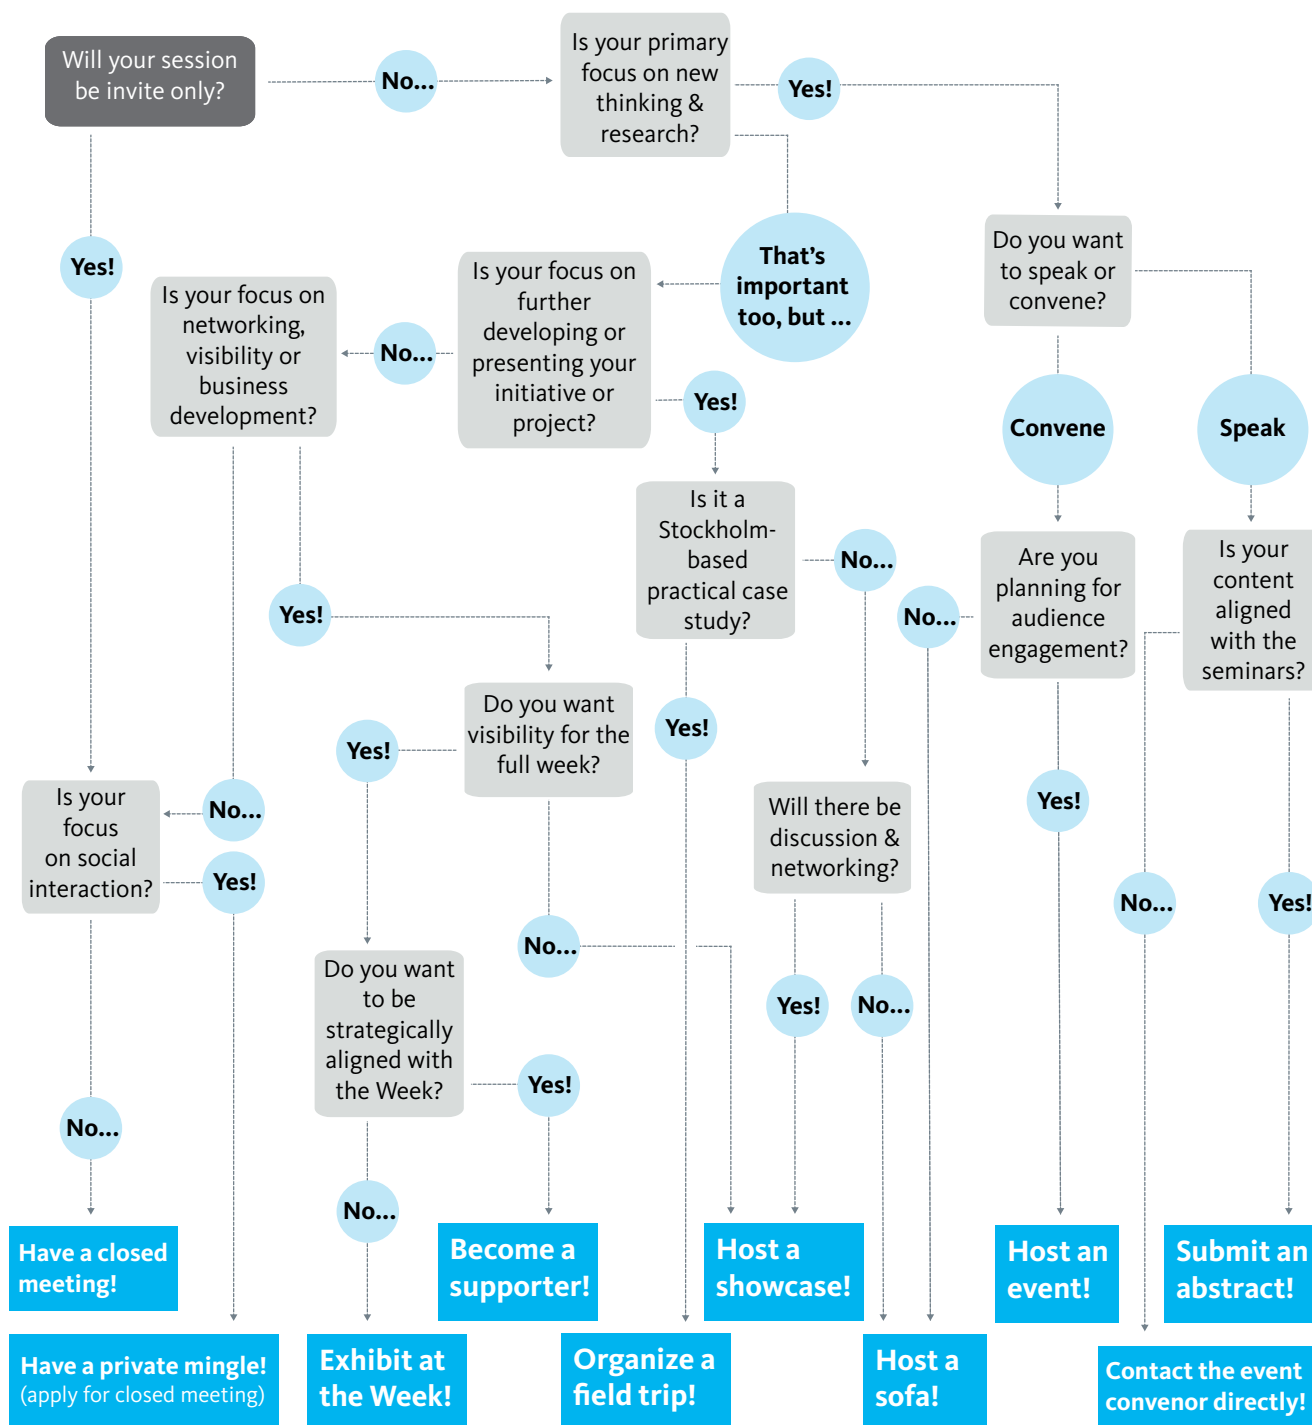 Will your session
be invite only?
No...
Is your primary
focus on new
thinking &
research?
Yes!
Yes!
Is your focus on
networking,
visibility or
business
development?
No...
Is your focus on
further
developing or
presenting your
initiative or
project?
That's
important
too, but ...
Do you want
to speak or
convene?
Yes!
Convene
Speak
Is it a
Stockholm-
based
practical case
study?
No...
Are you
planning for
audience
engagement?
Is your
content
aligned
with the
seminars?
Yes!
No...
Do you want
visibility for the
full week?
Yes!
Yes!
Is your
focus
on social
interaction?
No...
Yes!
Will there be
discussion &
networking?
Yes!
No...
Yes!
Do you want
to be
strategically
aligned with
the Week?
No...
Yes!
No...
Yes!
No...
No...
Have a closed
meeting!
Become a
supporter!
Host a
showcase!
Host an
event!
Submit an
abstract!
Have a private mingle!
(apply for closed meeting)
Exhibit at
the Week!
Organize a
field trip!
Host a
sofa!
Contact the event
convenor directly!